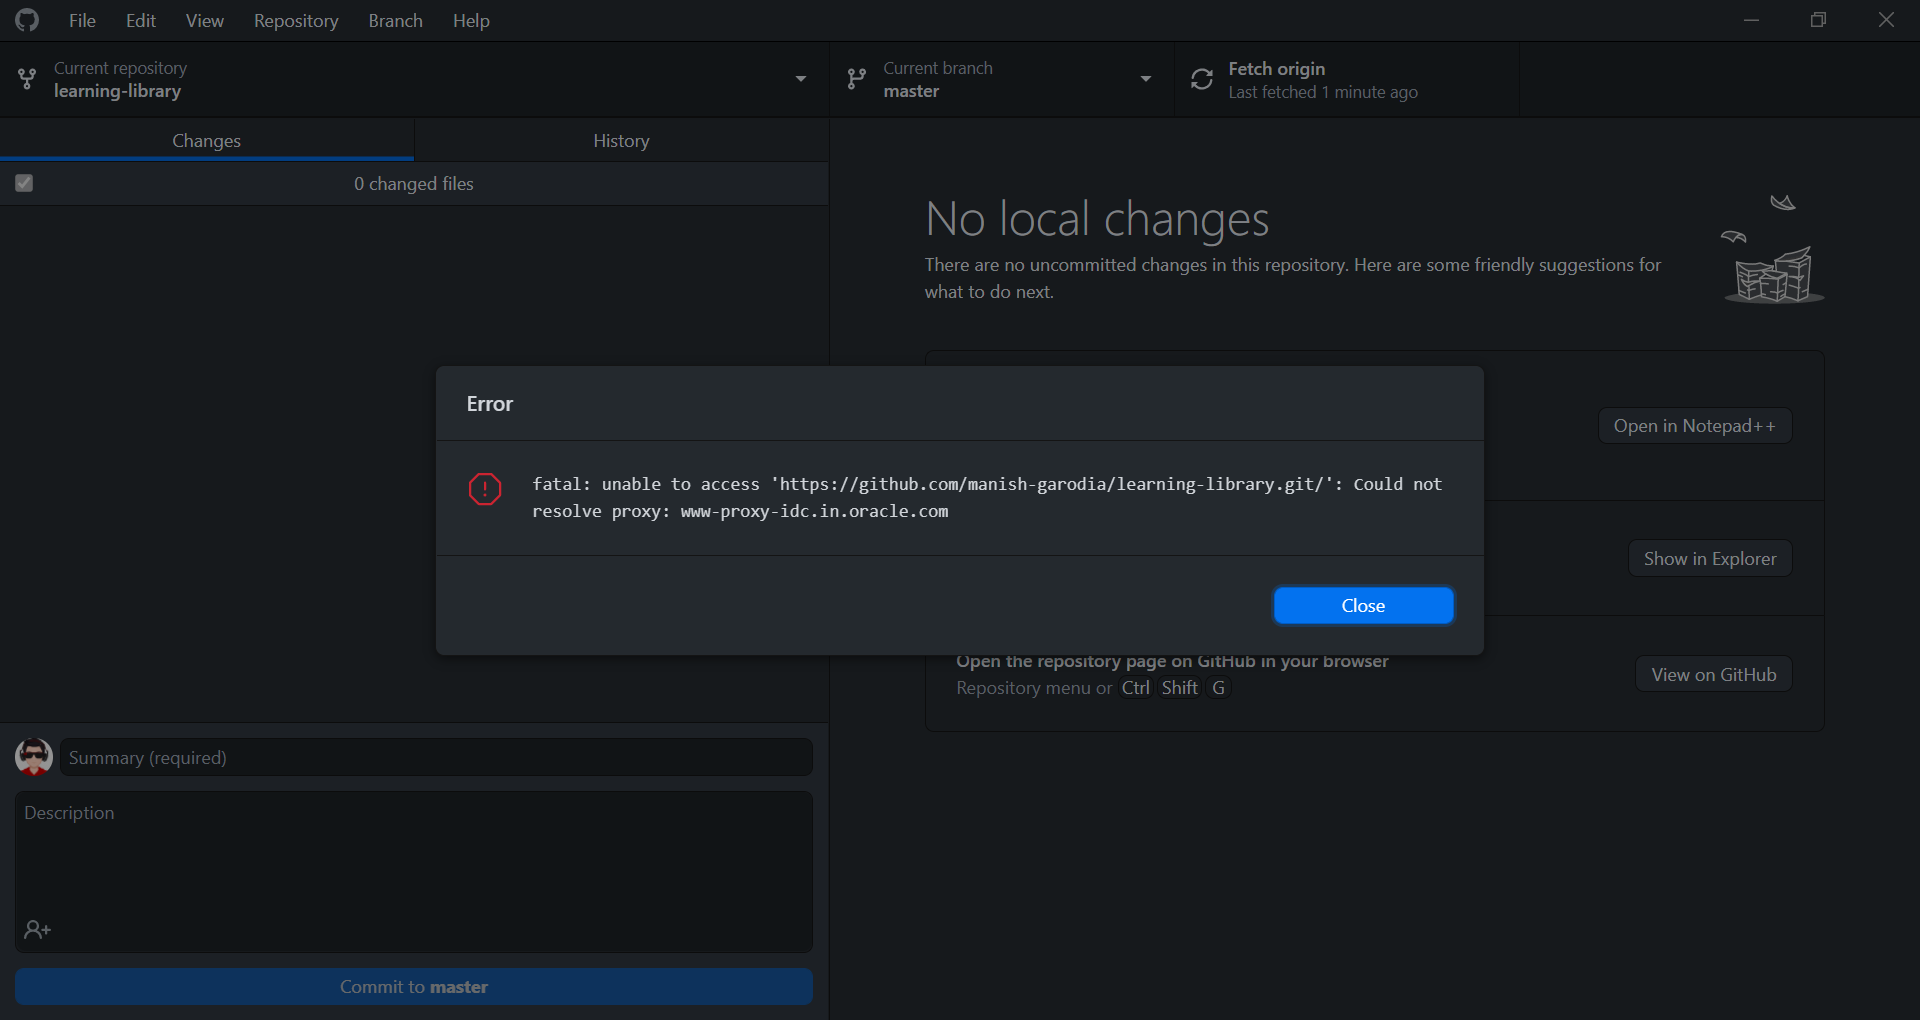 File Edit View Repository Branch Help
Current repository
learning-library
Current branch
master
Fetch origin
Last fetched 1 minute ago
Changes
History
0 changed files
No local changes
There are no uncommitted changes in this repository. Here are some friendly suggestions for
what to do next.
Open in Notepad++
Error
fatal: unable to access 'https://github.com/manish-garodia/learning-library.git/': Could not
resolve proxy: www-proxy-idc.in.oracle.com
Show in Explorer
Close
Open the repository page on GitHub in your browser
Repository menu or Ctrl Shift G
View on GitHub
Summary (required)
Description
Commit to master